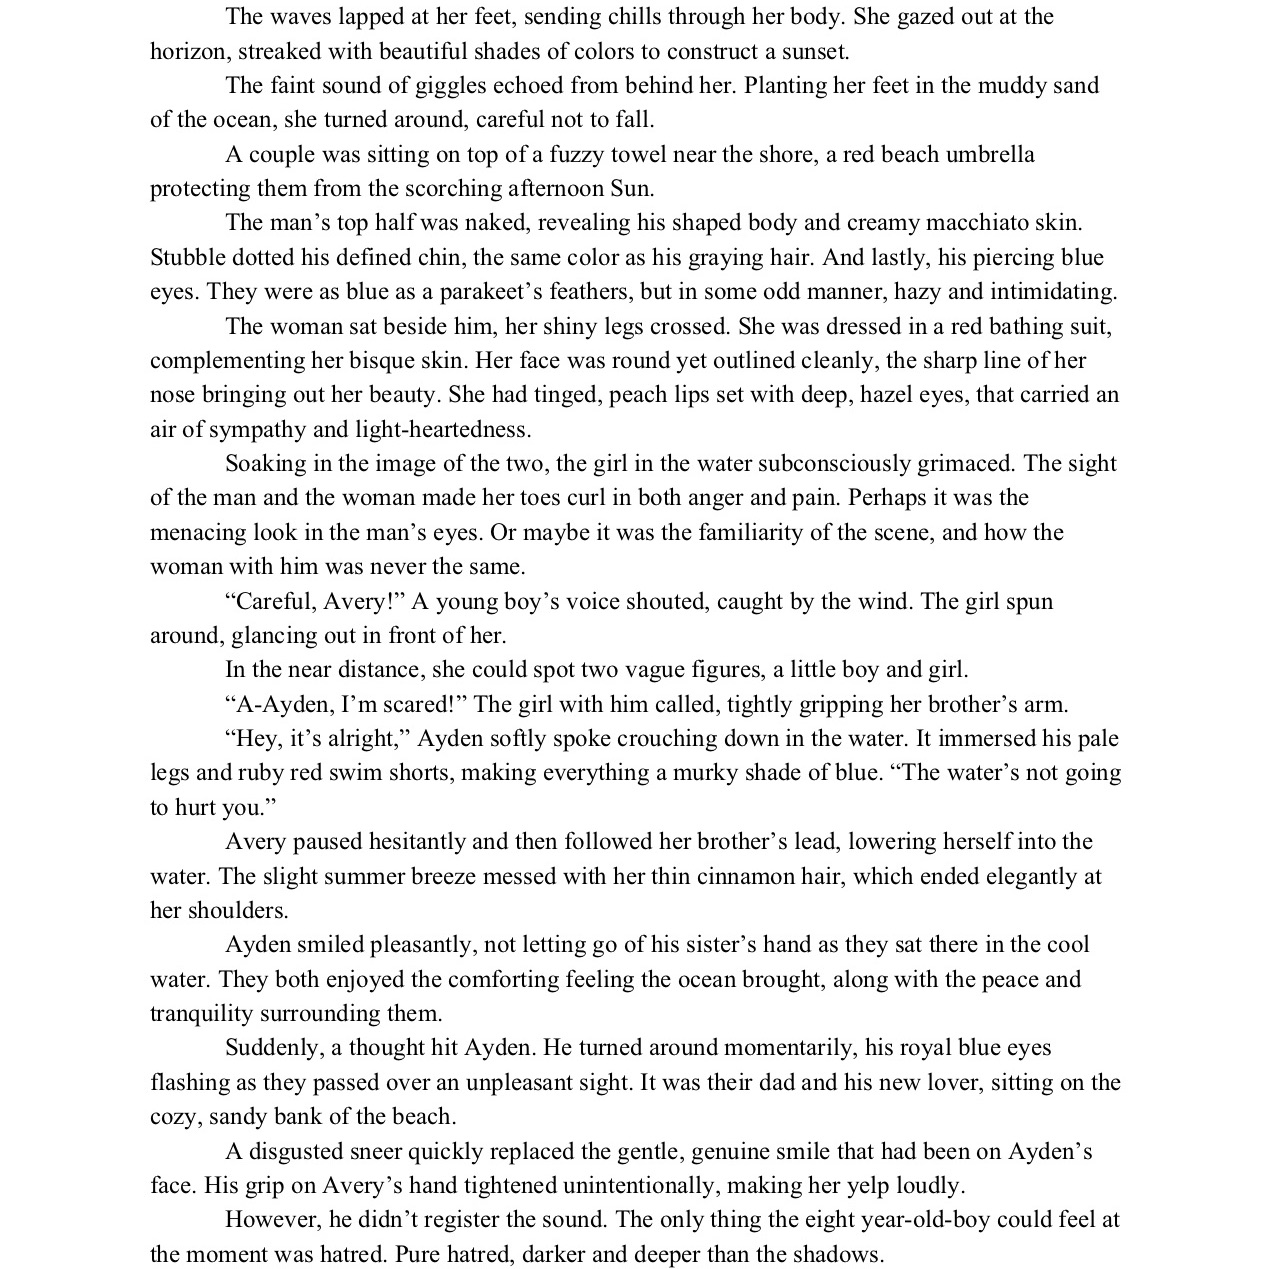 The waves lapped at her feet, sending chills through her body. She gazed out at the
horizon, streaked with beautiful shades of colors to construct a sunset.
The faint sound of giggles echoed from behind her. Planting her feet in the muddy sand
of the ocean, she turned around, careful not to fall.
A couple was sitting on top of a fuzzy towel near the shore, a red beach umbrella
protecting them from the scorching afternoon Sun.
The man’s top half was naked, revealing his shaped body and creamy macchiato skin.
Stubble dotted his defined chin, the same color as his graying hair. And lastly, his piercing blue
eyes. They were as blue as a parakeet’s feathers, but in some odd manner, hazy and intimidating.
The woman sat beside him, her shiny legs crossed. She was dressed in a red bathing suit,
complementing her bisque skin. Her face was round yet outlined cleanly, the sharp line of her
nose bringing out her beauty. She had tinged, peach lips set with deep, hazel eyes, that carried an
air of sympathy and light-heartedness.
Soaking in the image of the two, the girl in the water subconsciously grimaced. The sight
of the man and the woman made her toes curl in both anger and pain. Perhaps it was the
menacing look in the man’s eyes. Or maybe it was the familiarity of the scene, and how the
woman with him was never the same.
“Careful, Avery!” A young boy’s voice shouted, caught by the wind. The girl spun
around, glancing out in front of her.
In the near distance, she could spot two vague figures, a little boy and girl.
“A-Ayden, I’m scared!” The girl with him called, tightly gripping her brother’s arm.
“Hey, it’s alright,” Ayden softly spoke crouching down in the water. It immersed his pale
legs and ruby red swim shorts, making everything a murky shade of blue. “The water’s not going
to hurt you.”
Avery paused hesitantly and then followed her brother’s lead, lowering herself into the
water. The slight summer breeze messed with her thin cinnamon hair, which ended elegantly at
her shoulders.
Ayden smiled pleasantly, not letting go of his sister’s hand as they sat there in the cool
water. They both enjoyed the comforting feeling the ocean brought, along with the peace and
tranquility surrounding them.
Suddenly, a thought hit Ayden. He turned around momentarily, his royal blue eyes
flashing as they passed over an unpleasant sight. It was their dad and his new lover, sitting on the
cozy, sandy bank of the beach.
A disgusted sneer quickly replaced the gentle, genuine smile that had been on Ayden’s
face. His grip on Avery’s hand tightened unintentionally, making her yelp loudly.
However, he didn’t register the sound. The only thing the eight year-old-boy could feel at
the moment was hatred. Pure hatred, darker and deeper than the shadows.